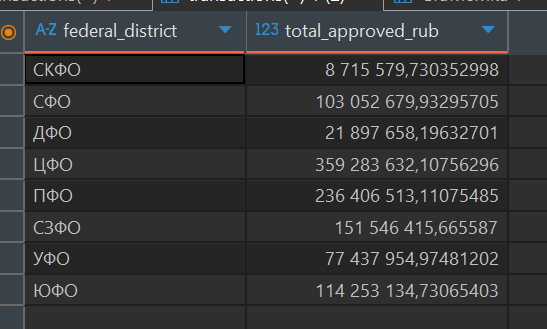 A-Z federal_district 123 total_approved_rub
СКФО 8 715 579,730352998
СФО 103 052 679,93295705
ДФО 21 897 658,19632701
ЦФО 359 283 632,10756296
ПФО 236 406 513,11075485
СЗФО 151 546 415,665587
УФО 77 437 954,97481202
ЮФО 114 253 134,73065403